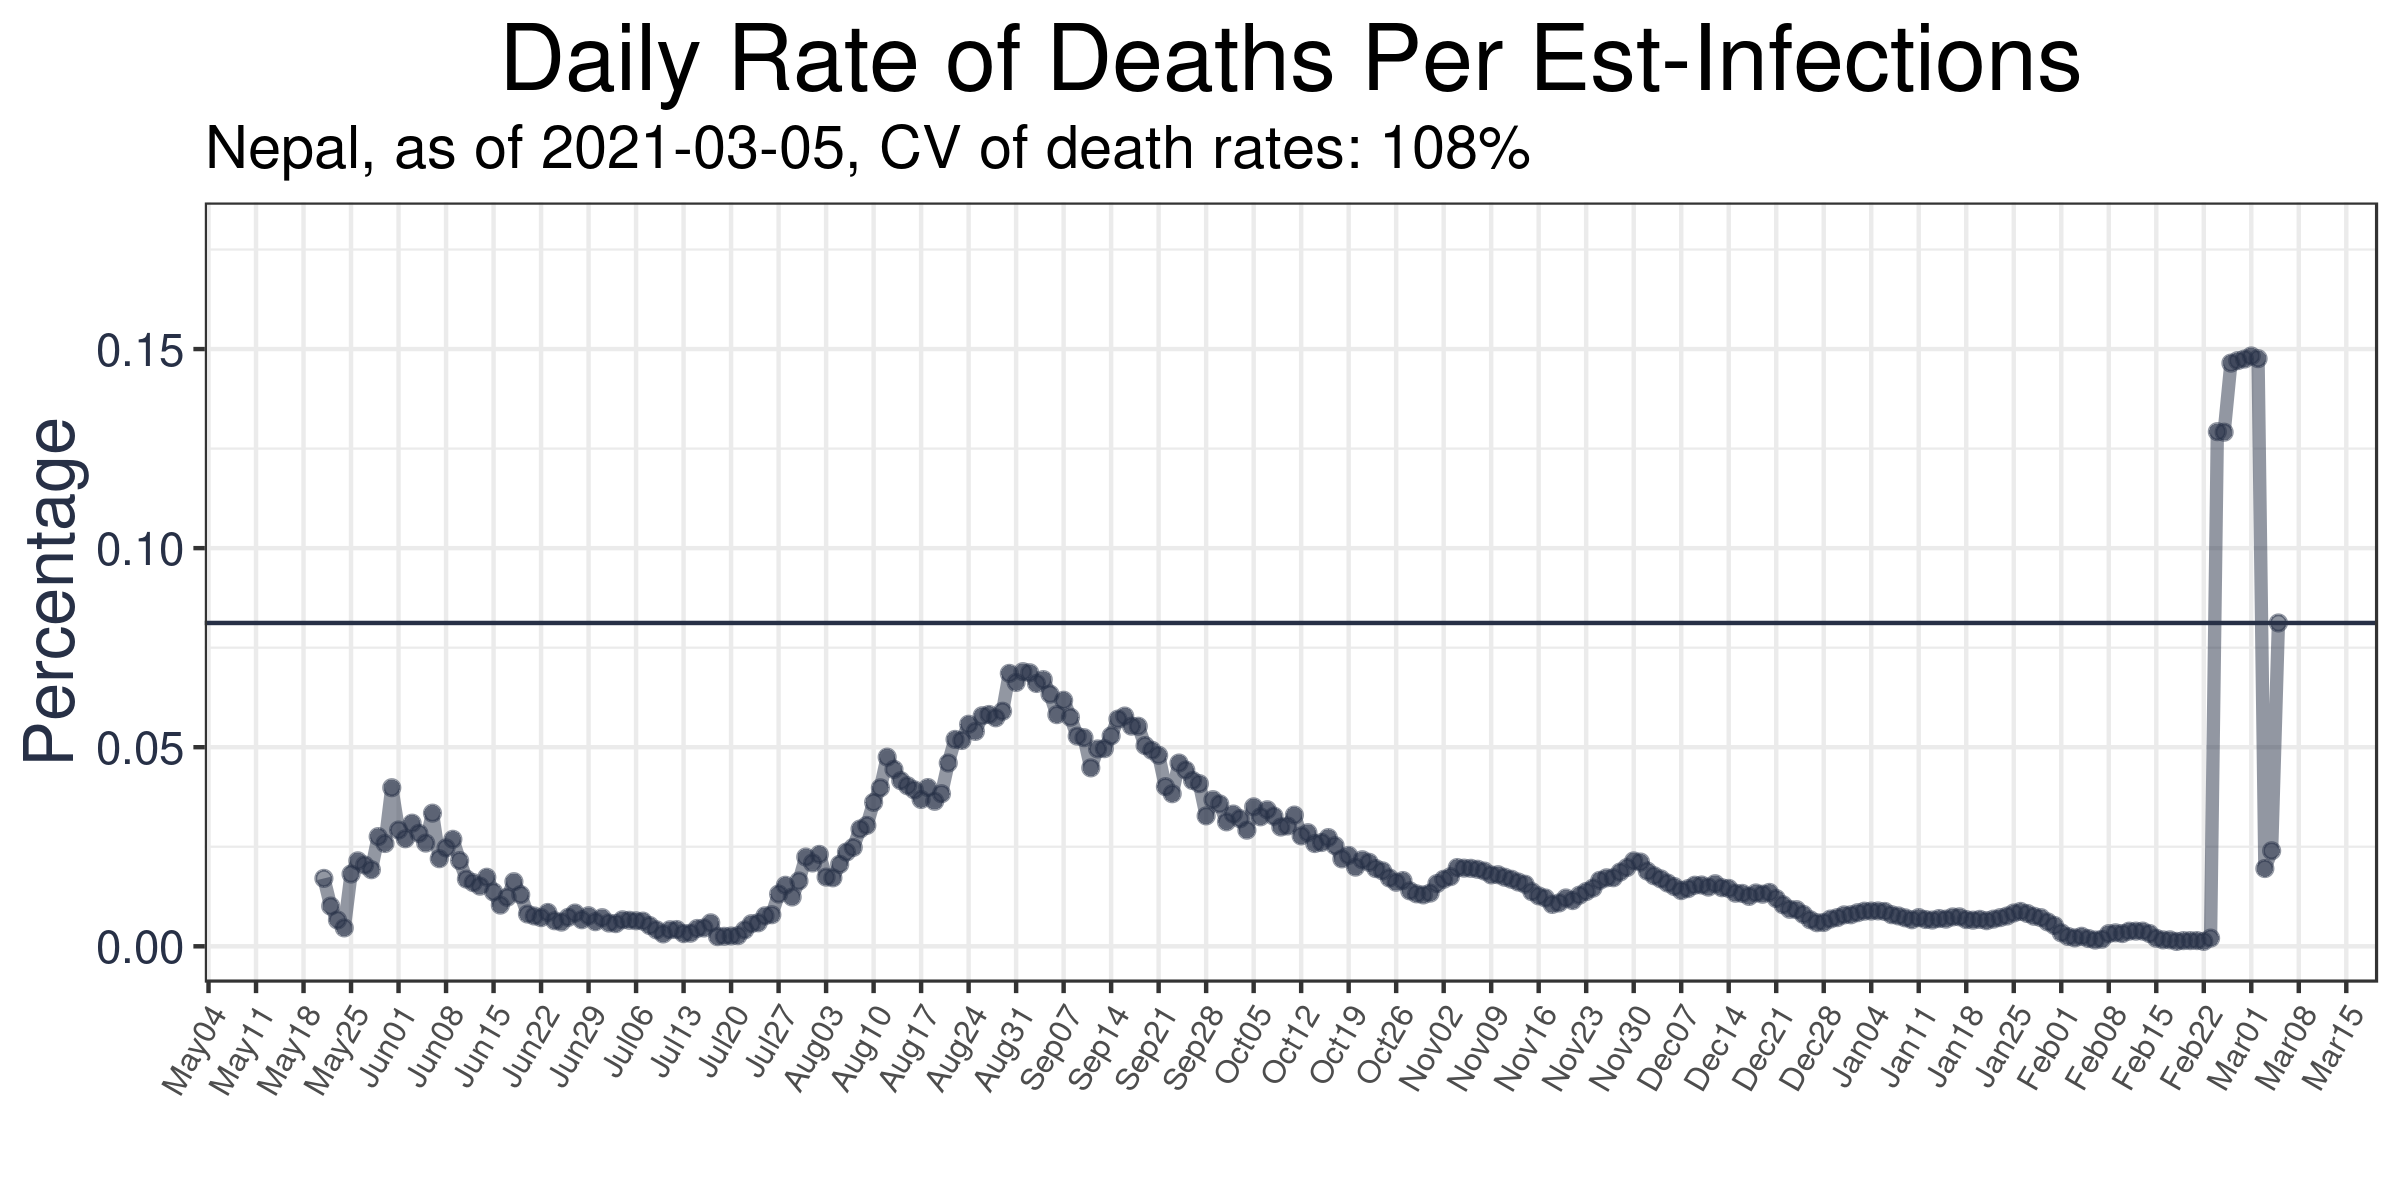 Daily Rate of Deaths Per Est-Infections
Nepal, as of 2021-03-05, CV of death rates: 108%
Percentage
0.15
0.10
0.05
0.00
May04 May11 May18 May25 Jun01 Jun08 Jun15 Jun22 Jun29 Jul06 Jul13 Jul20 Jul27 Aug03 Aug10 Aug17 Aug24 Aug31 Sep07 Sep14 Sep21 Sep28 Oct05 Oct12 Oct19 Oct26 Nov02 Nov09 Nov16 Nov23 Nov30 Dec07 Dec14 Dec21 Dec28 Jan04 Jan11 Jan18 Jan25 Feb01 Feb08 Feb15 Feb22 Mar01 Mar08 Mar15